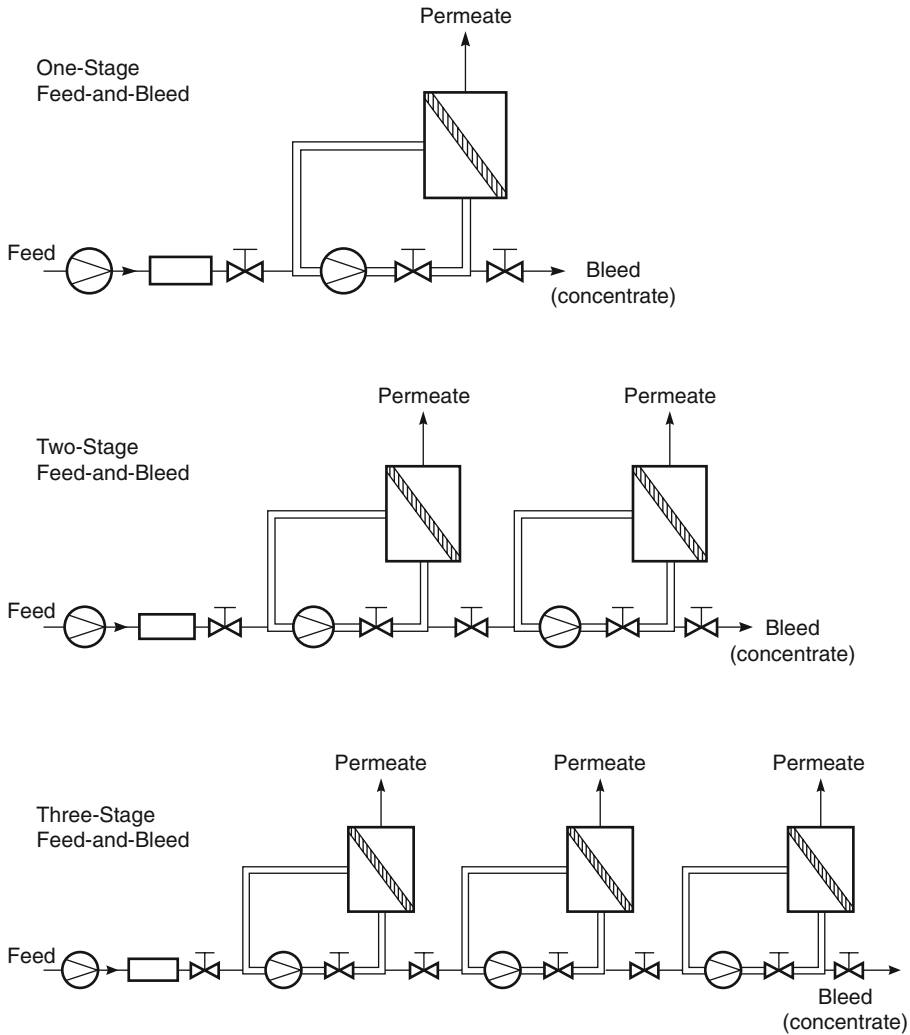 Permeate
One-Stage
Feed-and-Bleed
Feed
Bleed
(concentrate)
Permeate
Permeate
Two-Stage
Feed-and-Bleed
Feed
Bleed
(concentrate)
Permeate
Permeate
Permeate
Three-Stage
Feed-and-Bleed
Feed
Bleed
(concentrate)